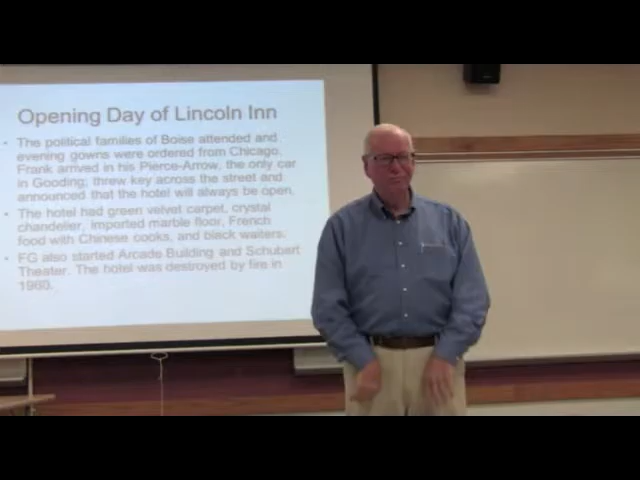 Opening Day of Lincoln Inn
• The political families of Boise attended and
evening gowns were ordered from Chicago,
Frank arrived in his Pierce-Arrow, the only car
in Gooding; threw key across the street and
announced that the hotel will always be open.
• The hotel had green velvet carpet, crystal
chandelier, imported marble floor, French
food with Chinese cooks, and black waiters.
• FG also started Arcade Building and Schubert
Theater. The hotel was destroyed by fire in
1960.